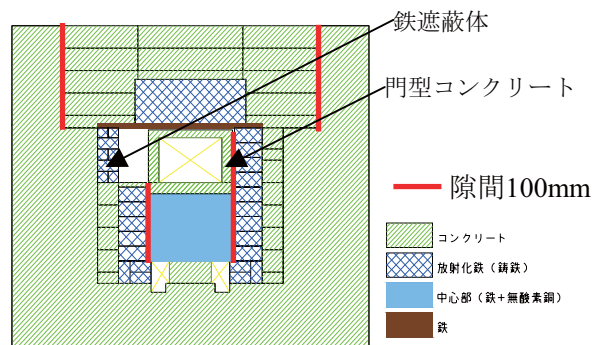 鉄遮蔽体
門型コンクリート
隙間100mm
コンクリート
放射化鉄（鋳鉄）
中心部（鉄+無酸素銅）
鉄